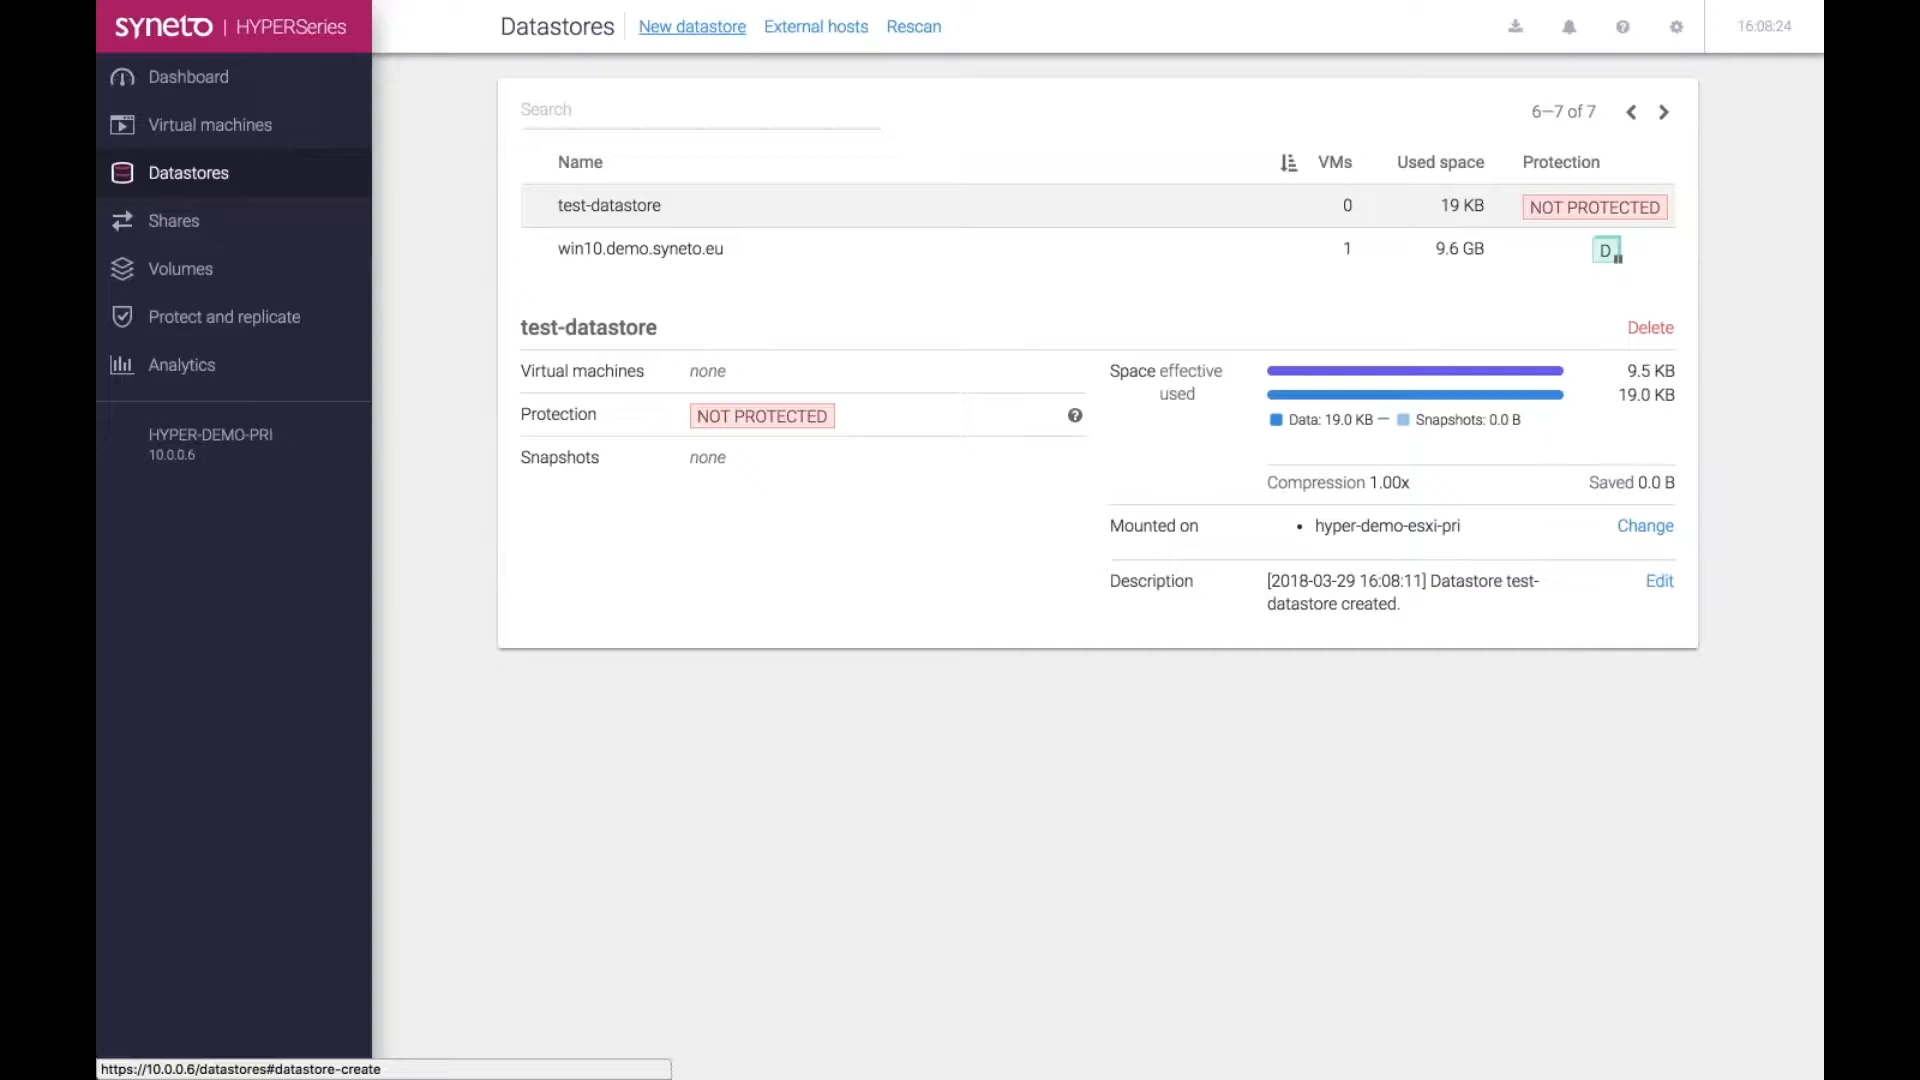 syneto | HYPERSeries
Datastores New datastore External hosts Rescan
16:08:24
Dashboard
Virtual machines
Datastores
Shares
Volumes
Protect and replicate
Analytics
HYPER-DEMO-PRI
10.0.0.6
Search
6–7 of 7
Name VMs Used space Protection
test-datastore 0 19 KB NOT PROTECTED
win10.demo.syneto.eu 1 9.6 GB D
test-datastore Delete
Virtual machines none
Protection NOT PROTECTED
Snapshots none
Space effective 9.5 KB
used 19.0 KB
Data: 19.0 KB — Snapshots: 0.0 B
Compression 1.00x Saved 0.0 B
Mounted on • hyper-demo-esxi-pri Change
Description [2018-03-29 16:08:11] Datastore test- Edit
datastore created.
https://10.0.0.6/datastores#datastore-create